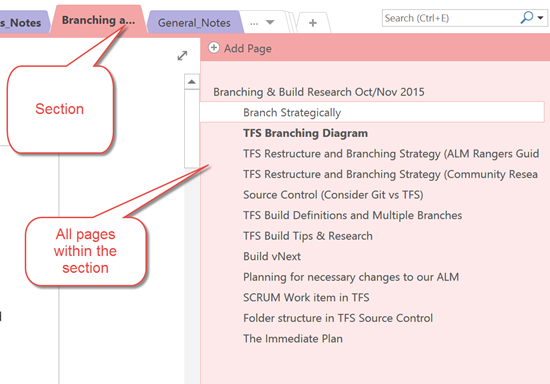 s_Notes
Branching a...
General_Notes
...
+
Search (Ctrl+E)
Add Page
Section
Branching & Build Research Oct/Nov 2015
Branch Strategically
TFS Branching Diagram
TFS Restructure and Branching Strategy (ALM Rangers Guid
TFS Restructure and Branching Strategy (Community Resea
Source Control (Consider Git vs TFS)
TFS Build Definitions and Multiple Branches
TFS Build Tips & Research
Build vNext
Planning for necessary changes to our ALM
SCRUM Work item in TFS
Folder structure in TFS Source Control
The Immediate Plan
All pages
within the
section